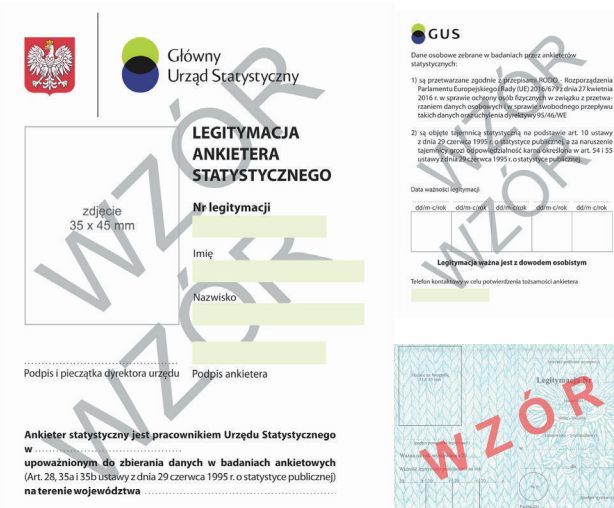 Główny
Urząd Statystyczny
LEGITYMACJA
ANKIETERA
STATYSTYCZNEGO
zdjęcie
35 x 45 mm
Nr legitymacji
Imię
Nazwisko
Podpis i pieczątka dyrektora urzędu
Podpis ankietera
Ankieter statystyczny jest pracownikiem Urzędu Statystycznego
w
upoważnionym do zbierania danych w badaniach ankietowych
(Art. 28, 35a i 35b ustawy z dnia 29 czerwca 1995 r. o statystyce publicznej)
na terenie województwa
WZÓR
WZÓR
GUS
Dane osobowe zebrane w badaniach przez ankieterów
statystycznych:
1) są przetwarzane zgodnie z przepisami RODO - Rozporządzenia
Parlamentu Europejskiego i Rady (UE) 2016/679 z dnia 27 kwietnia
2016 r. w sprawie ochrony osób fizycznych w związku z przetwa-
rzaniem danych osobowych i w sprawie swobodnego przepływu
takich danych oraz uchylenia dyrektywy 95/46/WE
2) są objęte tajemnicą statystyczną na podstawie art. 10 ustawy
z dnia 29 czerwca 1995 r. o statystyce publicznej, a za naruszenie
tajemnicy grozi odpowiedzialność karna określona w art. 54 i 55
ustawy z dnia 29 czerwca 1995 r. o statystyce publicznej.
Data ważności legitymacji
dd/m-c/rok dd/m-c/rok dd/m-c/rok dd/m-c/rok dd/m-c/rok
Legitymacja ważna jest z dowodem osobistym
Telefon kontaktowy w celu potwierdzenia tożsamości ankietera
WZÓR
WZÓR
Legitymacja Nr
WZÓR